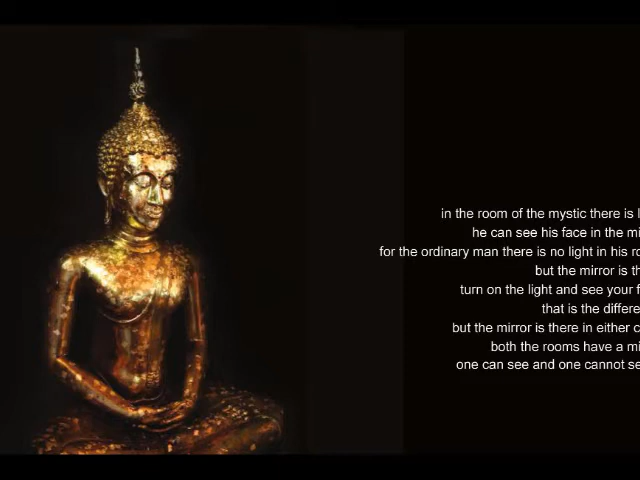 in the room of the mystic there is
he can see his face in the
for the ordinary man there is no light in his
but the mirror is
turn on the light and see your
that is the
but the mirror is there in either
both the rooms have a
one can see and one cannot